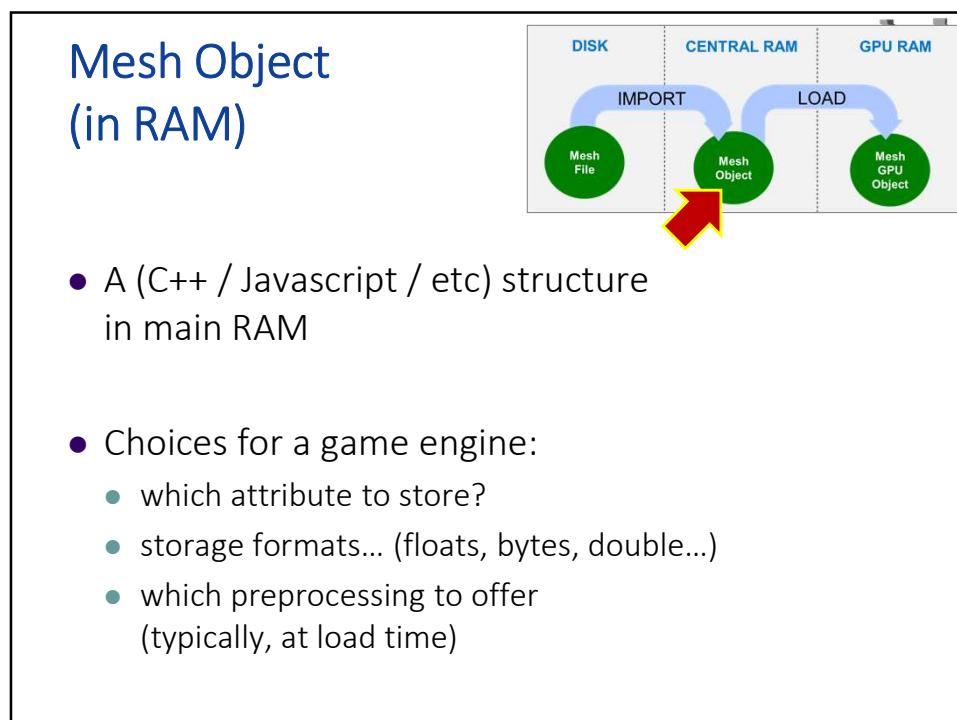 Mesh Object
(in RAM)
DISK
CENTRAL RAM
GPU RAM
IMPORT
LOAD
Mesh
File
Mesh
Object
Mesh
GPU
Object
● A (C++ / Javascript / etc) structure
in main RAM
● Choices for a game engine:
● which attribute to store?
● storage formats... (floats, bytes, double...)
● which preprocessing to offer
(typically, at load time)